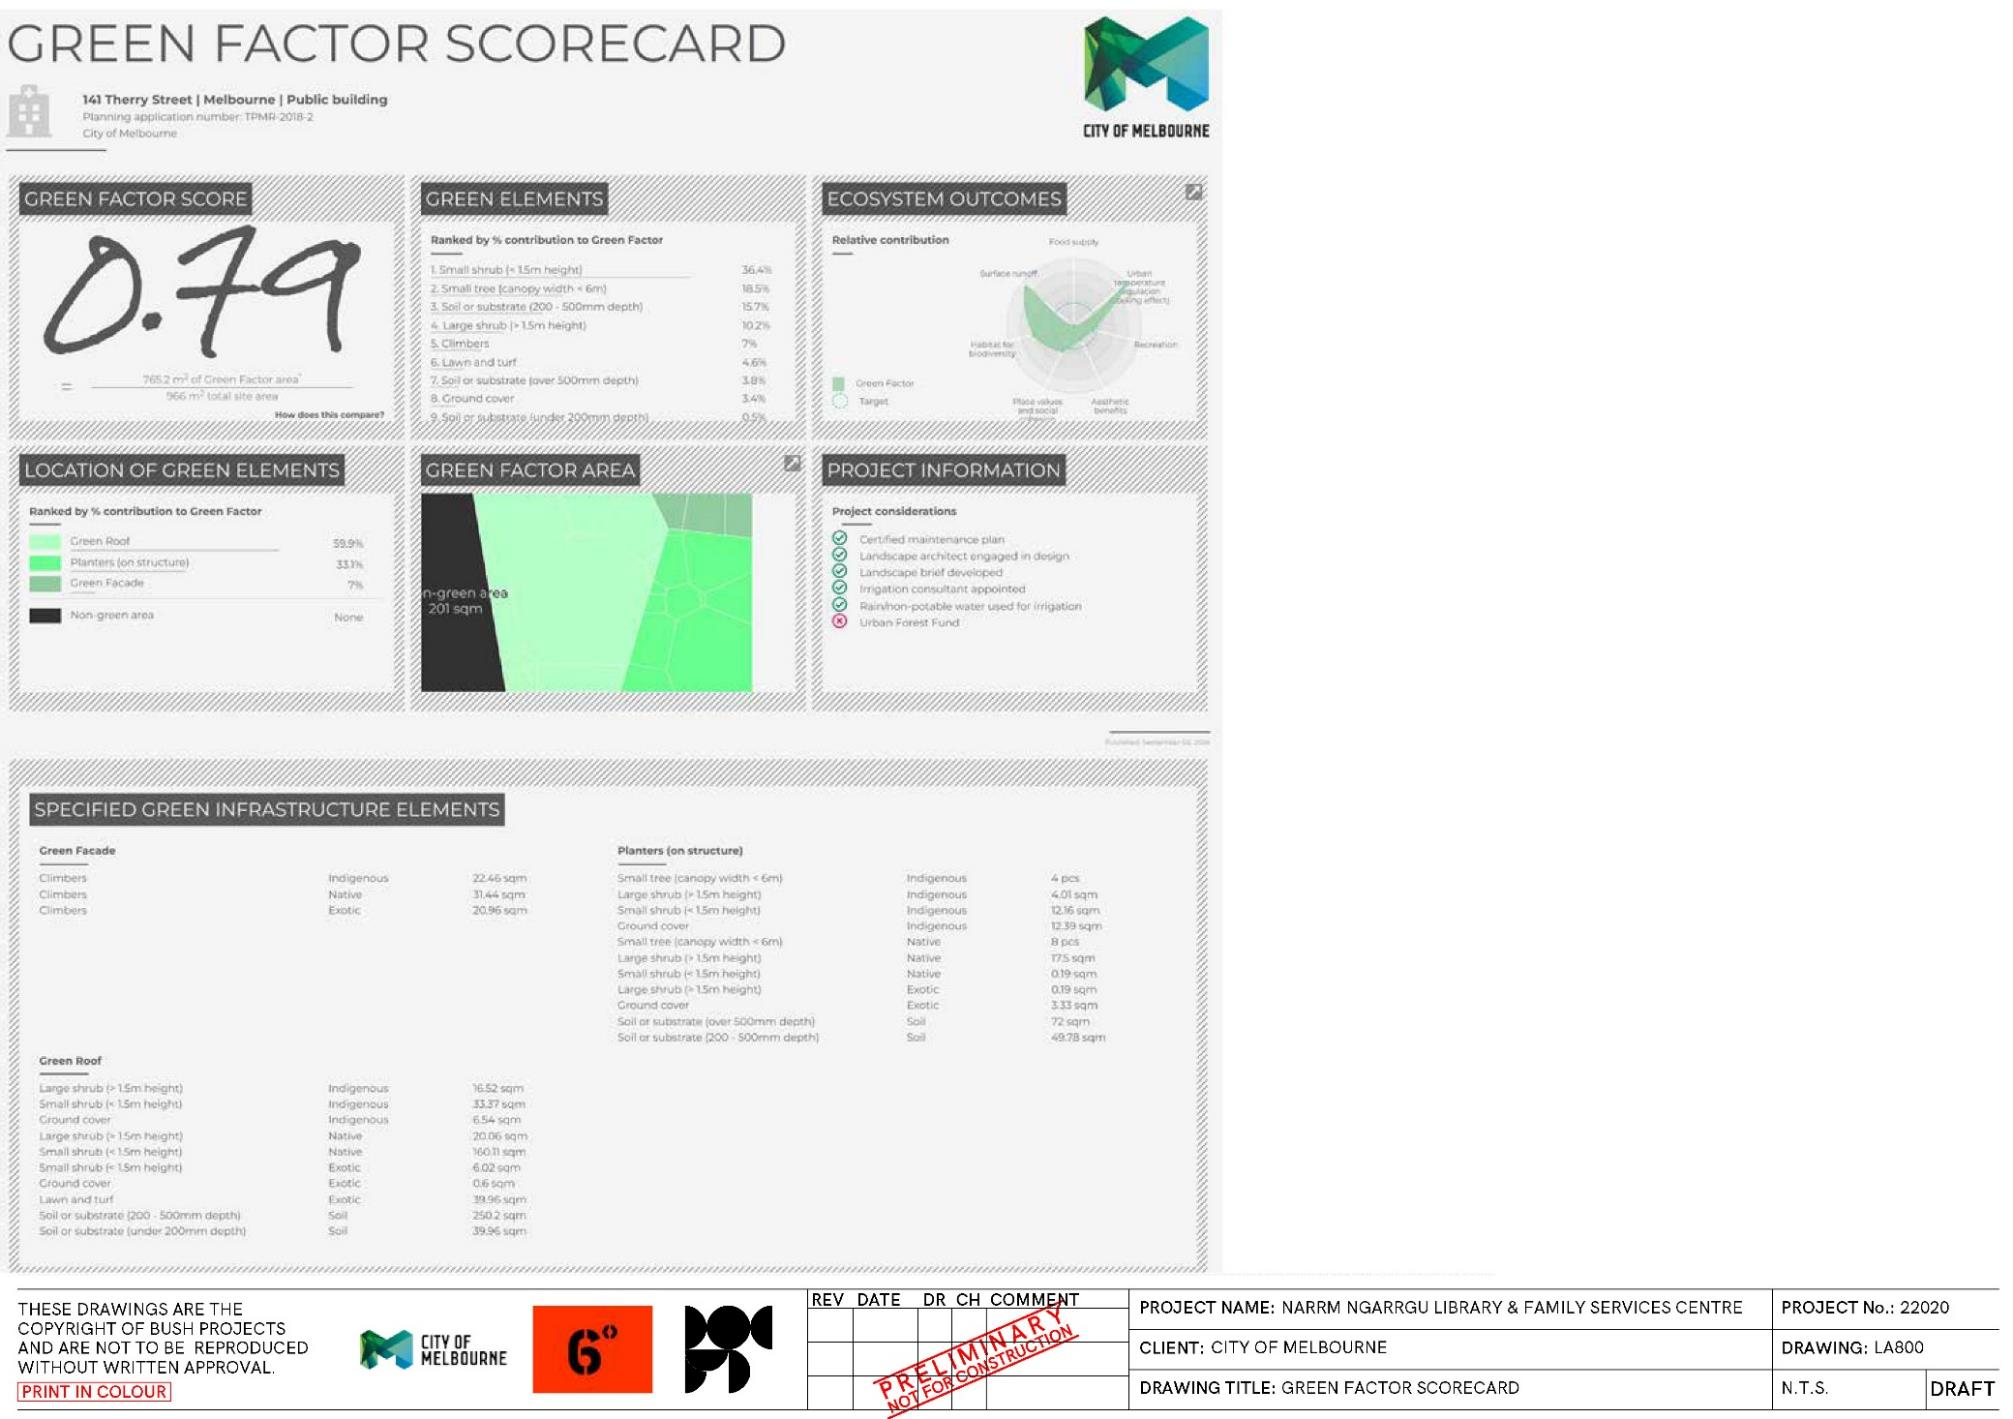 GREEN FACTOR SCORECARD
141 Therry Street | Melbourne | Public building
Planning application number: TPMR-2018-2
City of Melbourne
CITY OF MELBOURNE
GREEN FACTOR SCORE
0.79
= 765.2 m² of Green Factor area*
966 m² total site area
How does this compare?
GREEN ELEMENTS
Ranked by % contribution to Green Factor
1. Small shrub (< 1.5m height) 36.4%
2. Small tree (canopy width < 6m) 18.5%
3. Soil or substrate (200 - 500mm depth) 15.7%
4. Large shrub (> 1.5m height) 10.2%
5. Climbers 7%
6. Lawn and turf 4.6%
7. Soil or substrate (over 500mm depth) 3.8%
8. Ground cover 3.4%
9. Soil or substrate (under 200mm depth) 0.5%
ECOSYSTEM OUTCOMES
Relative contribution
Food supply
Surface runoff
Urban
temperature
regulation
(cooling effect)
Habitat for
biodiversity
Recreation
Green Factor
Target
Place values
and social
Aesthetic
benefits
LOCATION OF GREEN ELEMENTS
Ranked by % contribution to Green Factor
Green Roof 59.9%
Planters (on structure) 33.1%
Green Facade 7%
Non-green area None
GREEN FACTOR AREA
n-green area
201 sqm
PROJECT INFORMATION
Project considerations
Certified maintenance plan
Landscape architect engaged in design
Landscape brief developed
Irrigation consultant appointed
Rain/non-potable water used for irrigation
Urban Forest Fund
SPECIFIED GREEN INFRASTRUCTURE ELEMENTS
Green Facade
Climbers Indigenous 22.46 sqm
Climbers Native 31.44 sqm
Climbers Exotic 20.96 sqm
Planters (on structure)
Small tree (canopy width < 6m) Indigenous 4 pcs
Large shrub (> 1.5m height) Indigenous 4.01 sqm
Small shrub (< 1.5m height) Indigenous 12.16 sqm
Ground cover Indigenous 12.39 sqm
Small tree (canopy width < 6m) Native 8 pcs
Large shrub (> 1.5m height) Native 17.5 sqm
Small shrub (< 1.5m height) Native 0.19 sqm
Large shrub (> 1.5m height) Exotic 0.19 sqm
Ground cover Exotic 3.33 sqm
Soil or substrate (over 500mm depth) Soil 72 sqm
Soil or substrate (200 - 500mm depth) Soil 49.78 sqm
Green Roof
Large shrub (> 1.5m height) Indigenous 16.52 sqm
Small shrub (< 1.5m height) Indigenous 33.37 sqm
Ground cover Indigenous 6.54 sqm
Large shrub (> 1.5m height) Native 20.06 sqm
Small shrub (< 1.5m height) Native 160.11 sqm
Small shrub (< 1.5m height) Exotic 6.02 sqm
Ground cover Exotic 0.6 sqm
Lawn and turf Exotic 39.96 sqm
Soil or substrate (200 - 500mm depth) Soil 250.2 sqm
Soil or substrate (under 200mm depth) Soil 39.96 sqm
THESE DRAWINGS ARE THE
COPYRIGHT OF BUSH PROJECTS
AND ARE NOT TO BE REPRODUCED
WITHOUT WRITTEN APPROVAL.
PRINT IN COLOUR
CITY OF
MELBOURNE
6°
REV DATE DR CH COMMENT
PRELIMINARY
NOT FOR CONSTRUCTION
PROJECT NAME: NARRM NGARRGU LIBRARY & FAMILY SERVICES CENTRE
CLIENT: CITY OF MELBOURNE
DRAWING TITLE: GREEN FACTOR SCORECARD
PROJECT No.: 22020
DRAWING: LA800
N.T.S. DRAFT